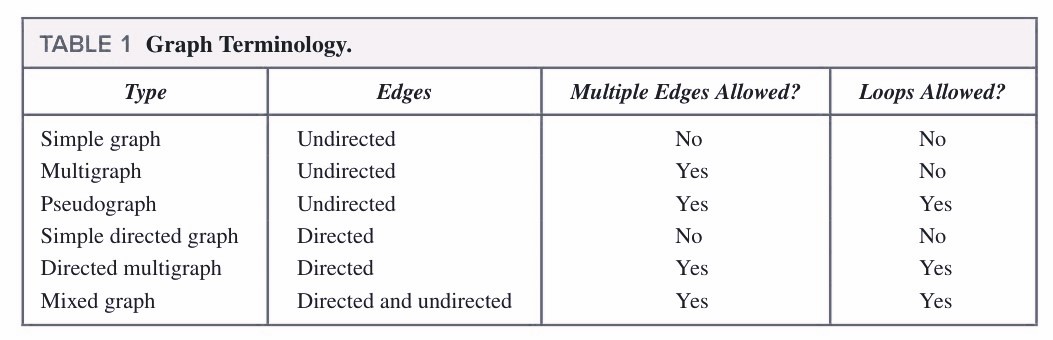 TABLE 1 Graph Terminology.
Type Edges Multiple Edges Allowed? Loops Allowed?
Simple graph Undirected No No
Multigraph Undirected Yes No
Pseudograph Undirected Yes Yes
Simple directed graph Directed No No
Directed multigraph Directed Yes Yes
Mixed graph Directed and undirected Yes Yes